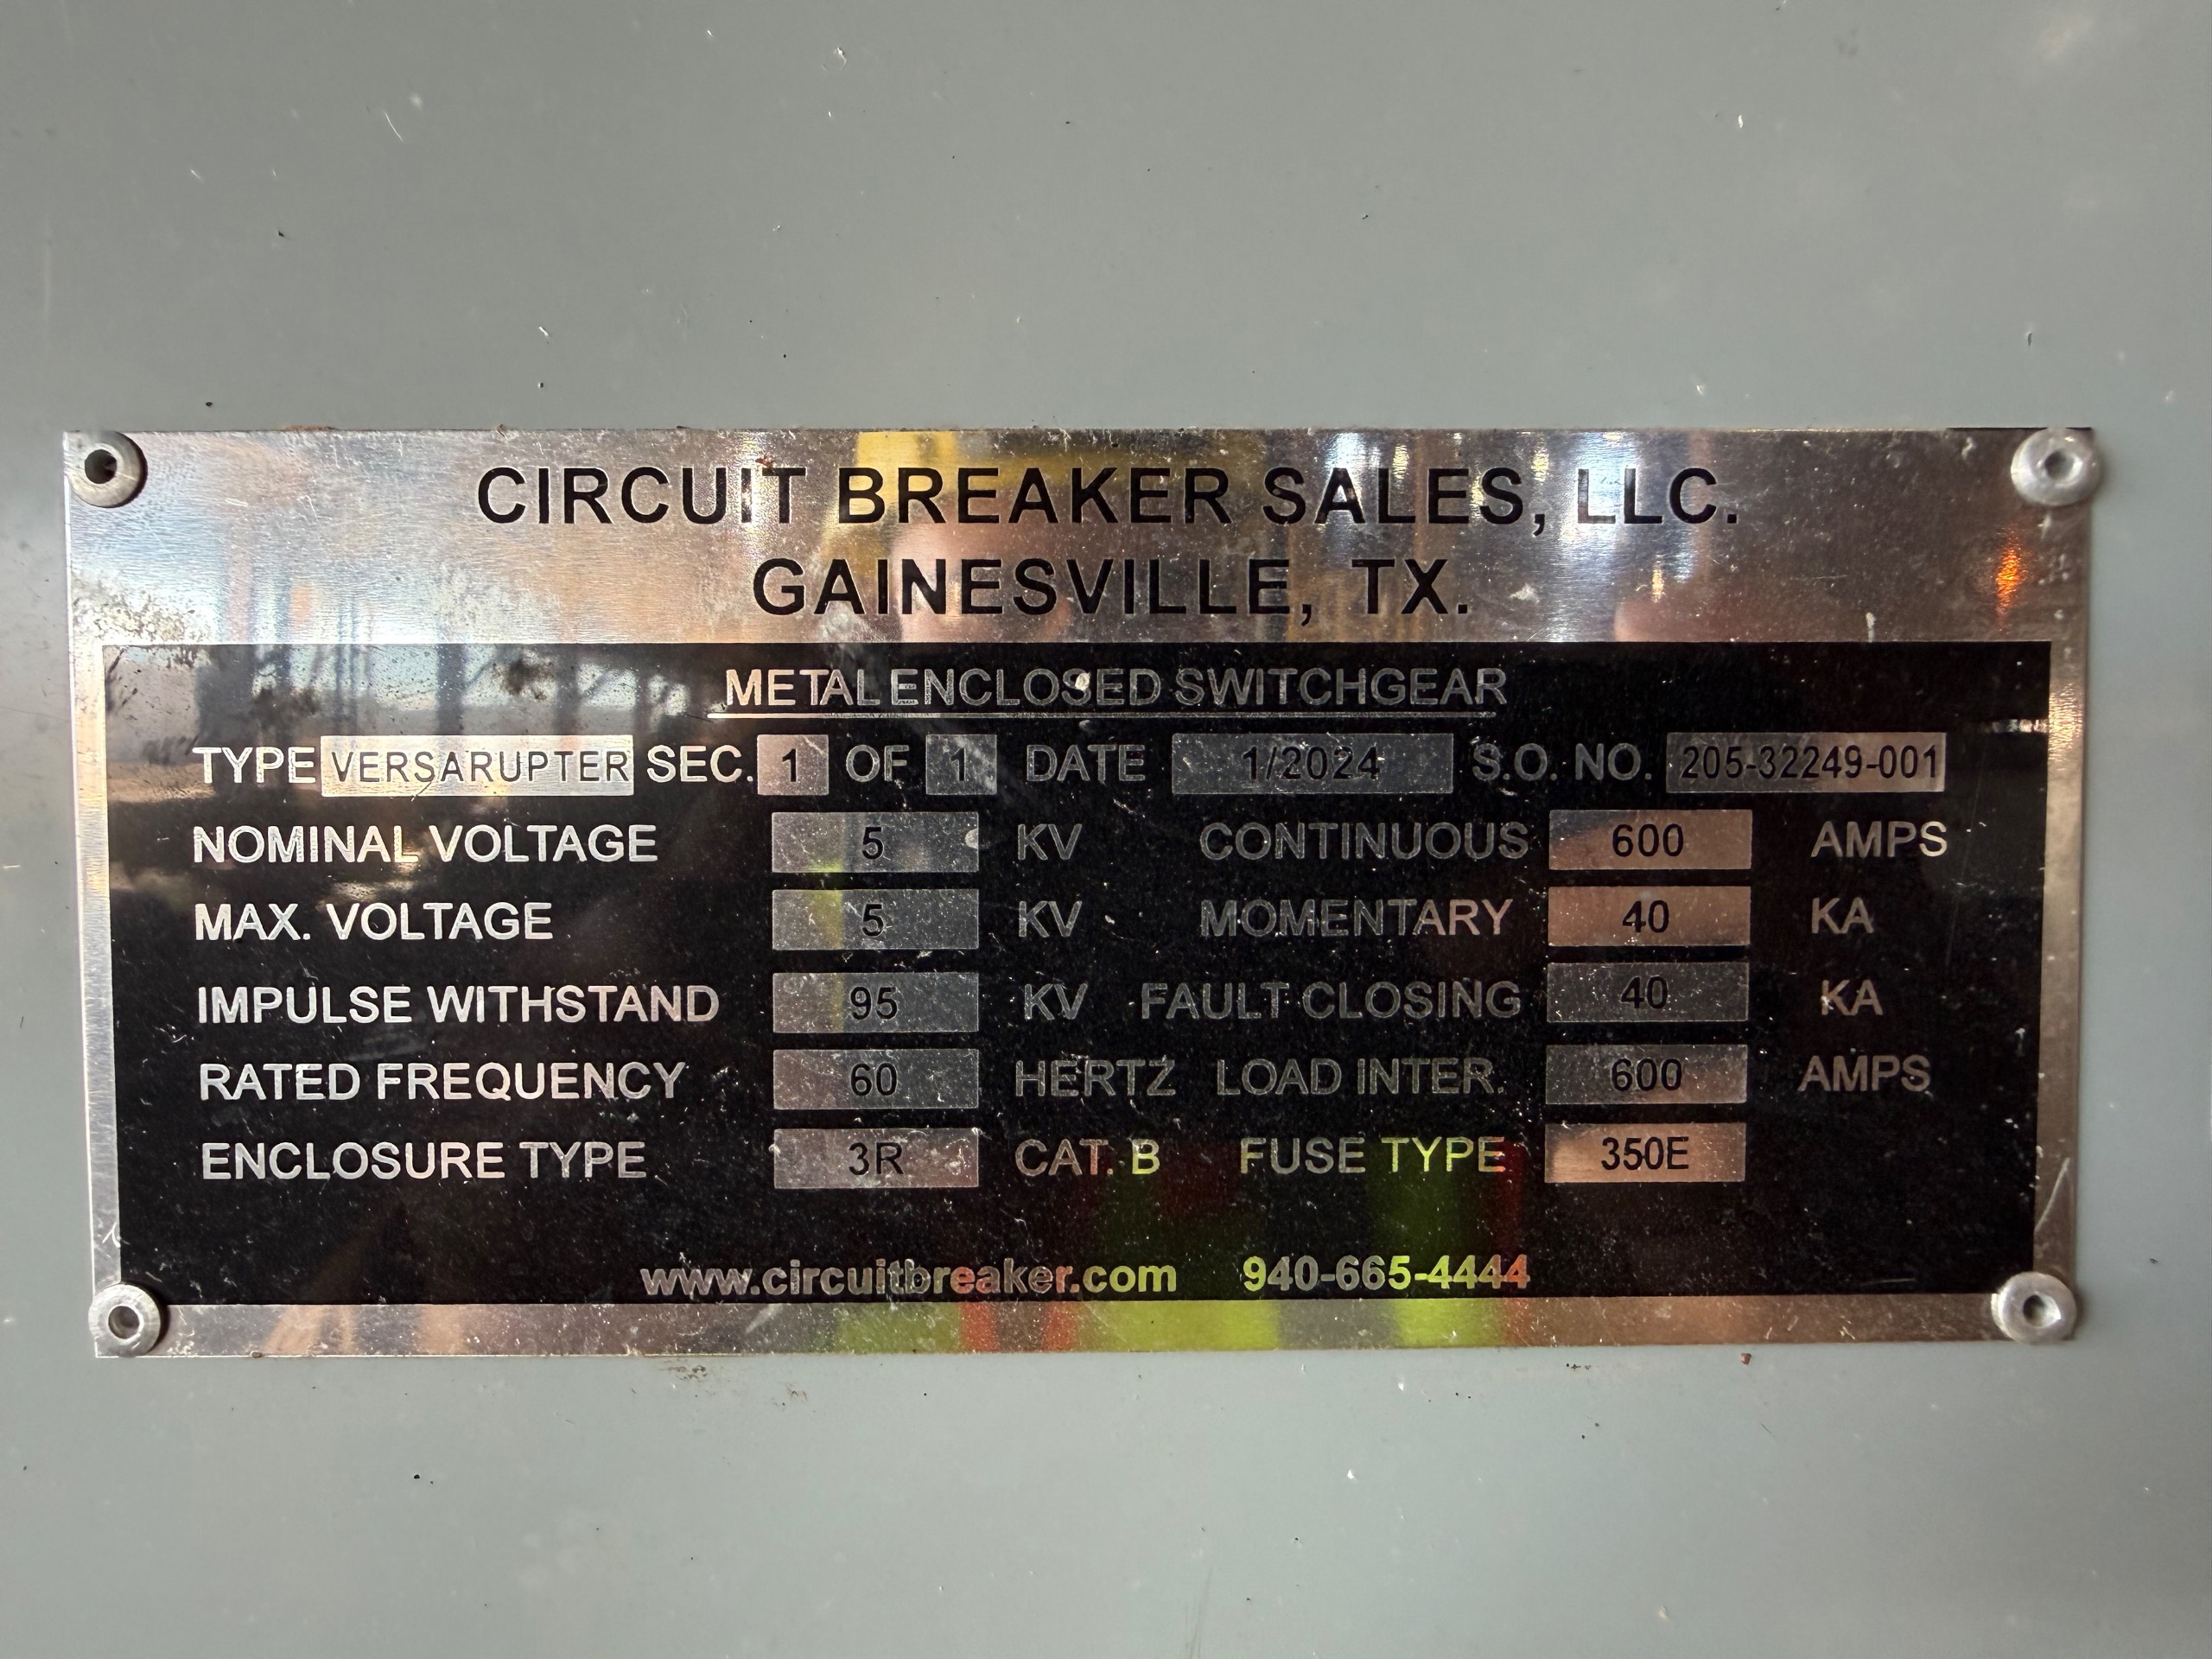 CIRCUIT BREAKER SALES, LLC.
GAINESVILLE, TX.
METAL ENCLOSED SWITCHGEAR
TYPE VERSARUPTER SEC. 1 OF 1 DATE 1/2024 S.O. NO. 205-32249-001
NOMINAL VOLTAGE 5 KV CONTINUOUS 600 AMPS
MAX. VOLTAGE 5 KV MOMENTARY 40 KA
IMPULSE WITHSTAND 95 KV FAULT CLOSING 40 KA
RATED FREQUENCY 60 HERTZ LOAD INTER. 600 AMPS
ENCLOSURE TYPE 3R CAT. B FUSE TYPE 350E
www.circuitbreaker.com 940-665-4444